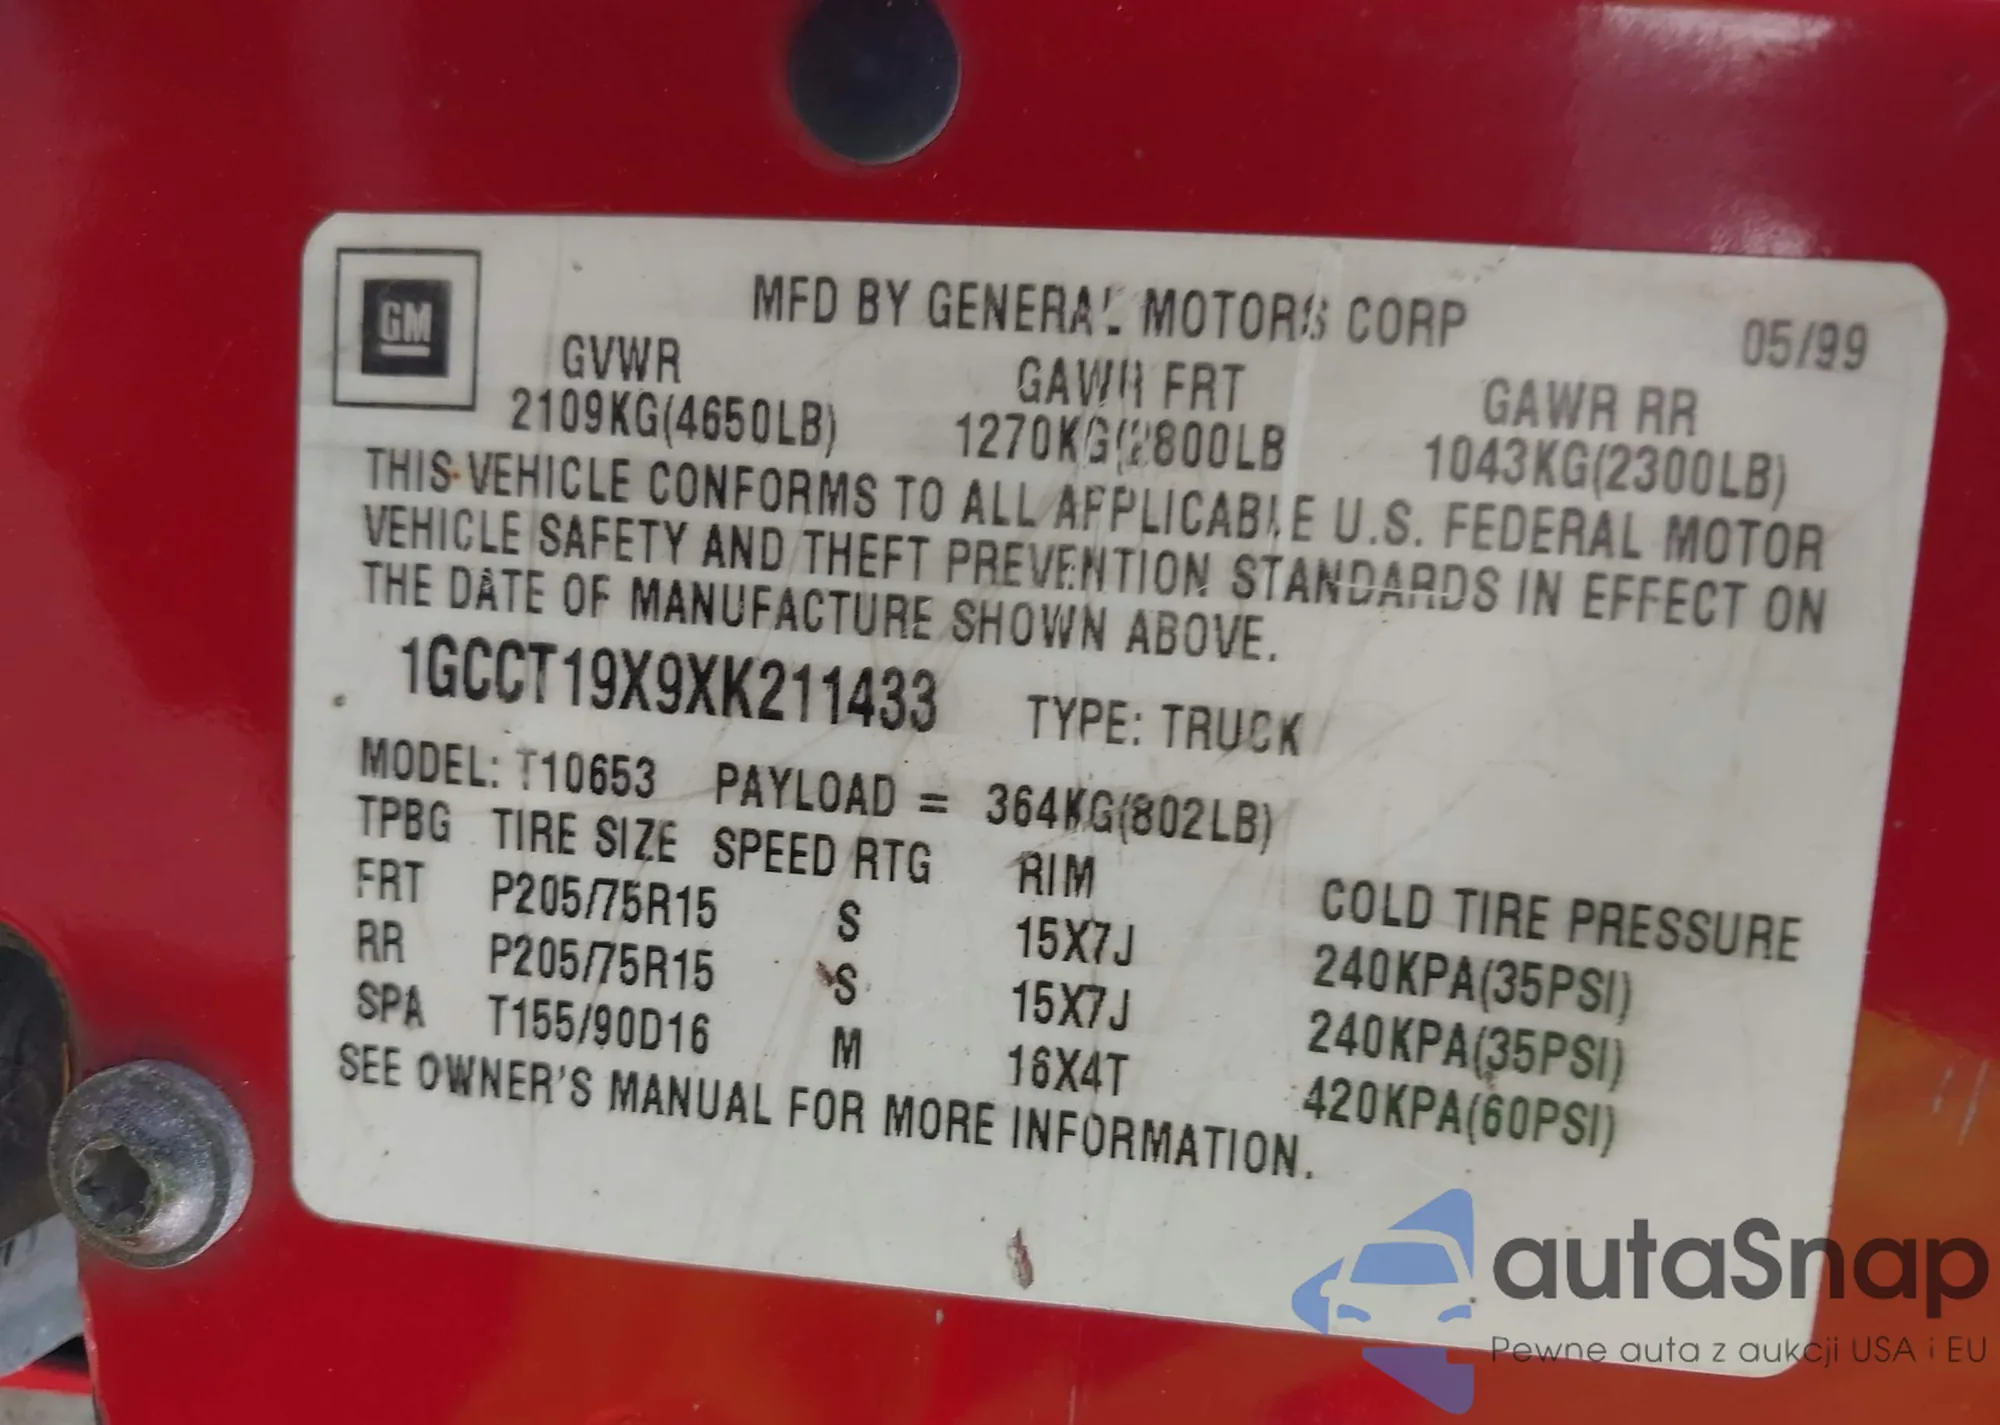 GM
MFD BY GENERAL MOTORS CORP 05/99
GVWR GAWR FRT GAWR RR
2109KG(4650LB) 1270KG(2800LB 1043KG(2300LB)
THIS VEHICLE CONFORMS TO ALL APPLICABLE U.S. FEDERAL MOTOR
VEHICLE SAFETY AND THEFT PREVENTION STANDARDS IN EFFECT ON
THE DATE OF MANUFACTURE SHOWN ABOVE.
1GCCT19X9XK211433 TYPE: TRUCK
MODEL: T10653 PAYLOAD = 364KG(802LB)
TPBG TIRE SIZE SPEED RTG RIM COLD TIRE PRESSURE
FRT P205/75R15 S 15X7J 240KPA(35PSI)
RR P205/75R15 S 15X7J 240KPA(35PSI)
SPA T155/90D16 M 16X4T 420KPA(60PSI)
SEE OWNER'S MANUAL FOR MORE INFORMATION.
autaSnap
Pewne auta z aukcji USA i EU